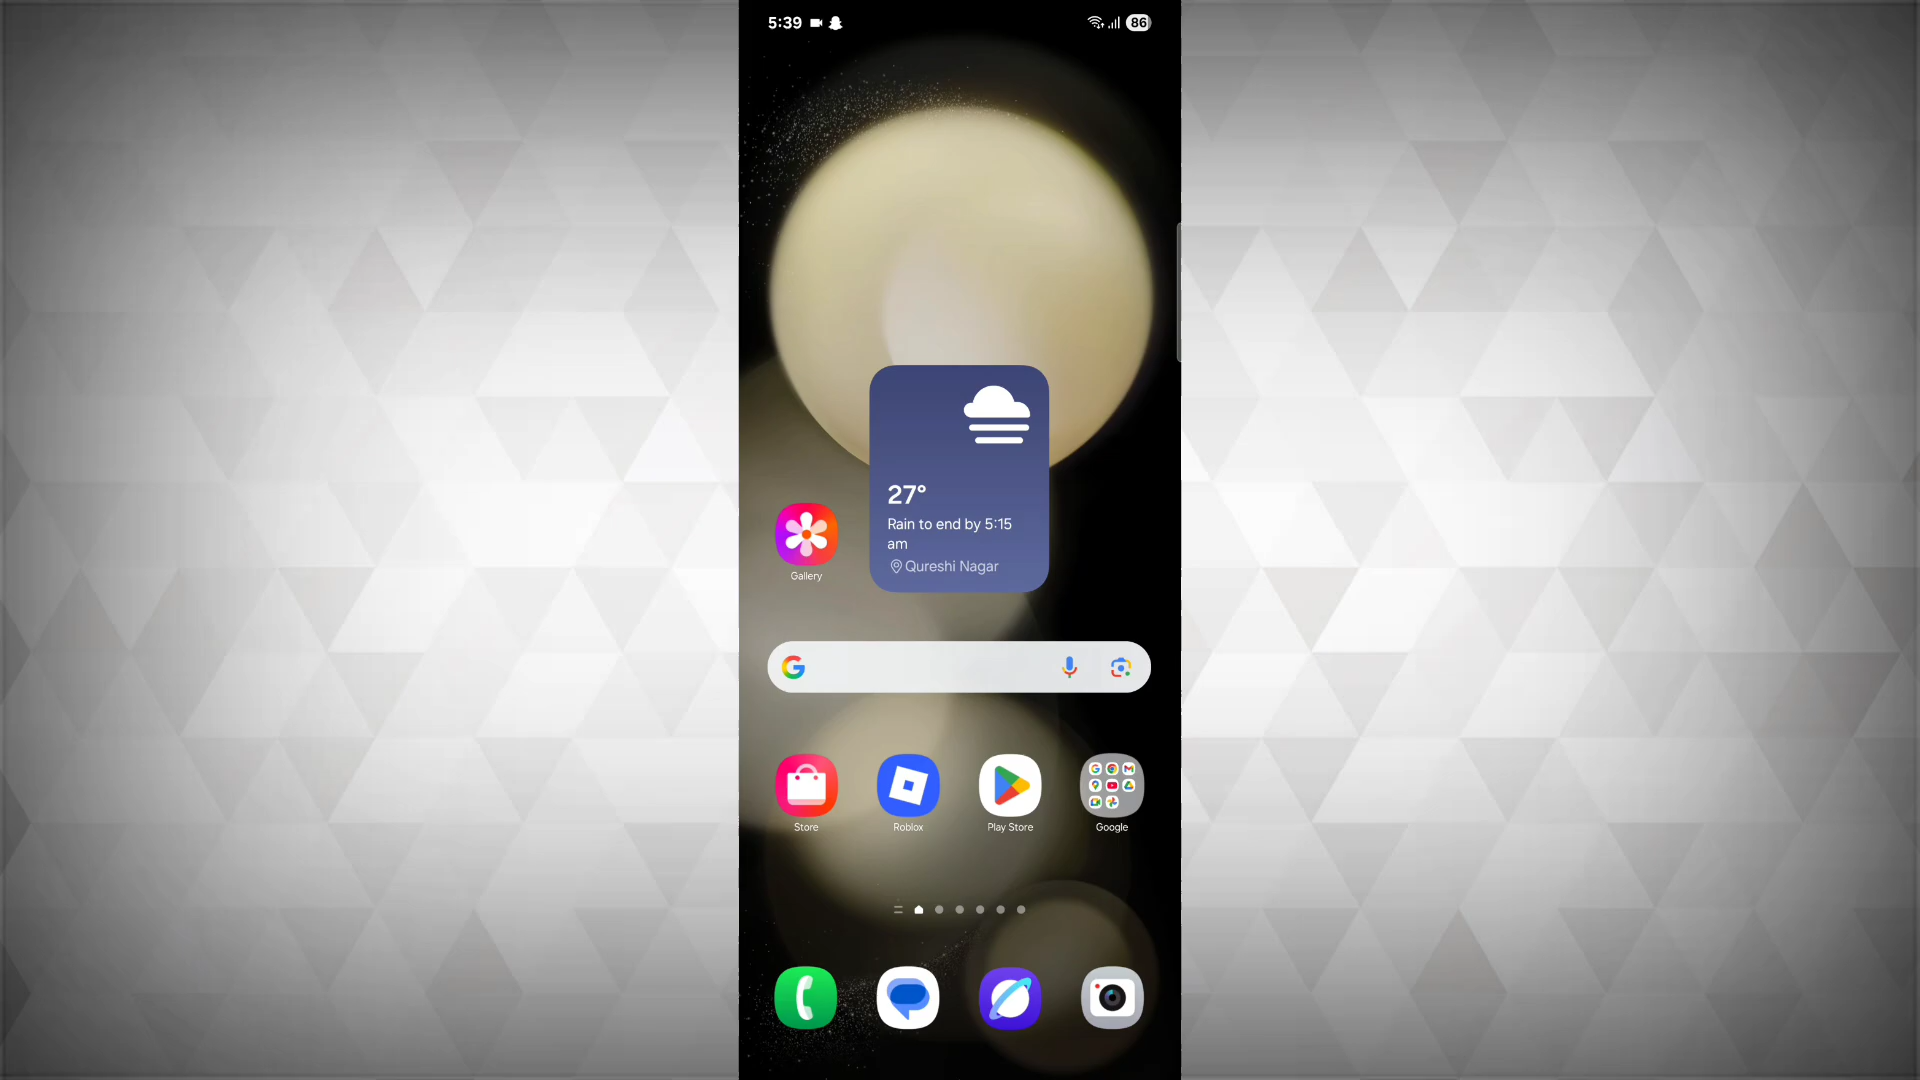 5:39
86
27°
Rain to end by 5:15
am
Qureshi Nagar
Gallery
Store
Roblox
Play Store
Google